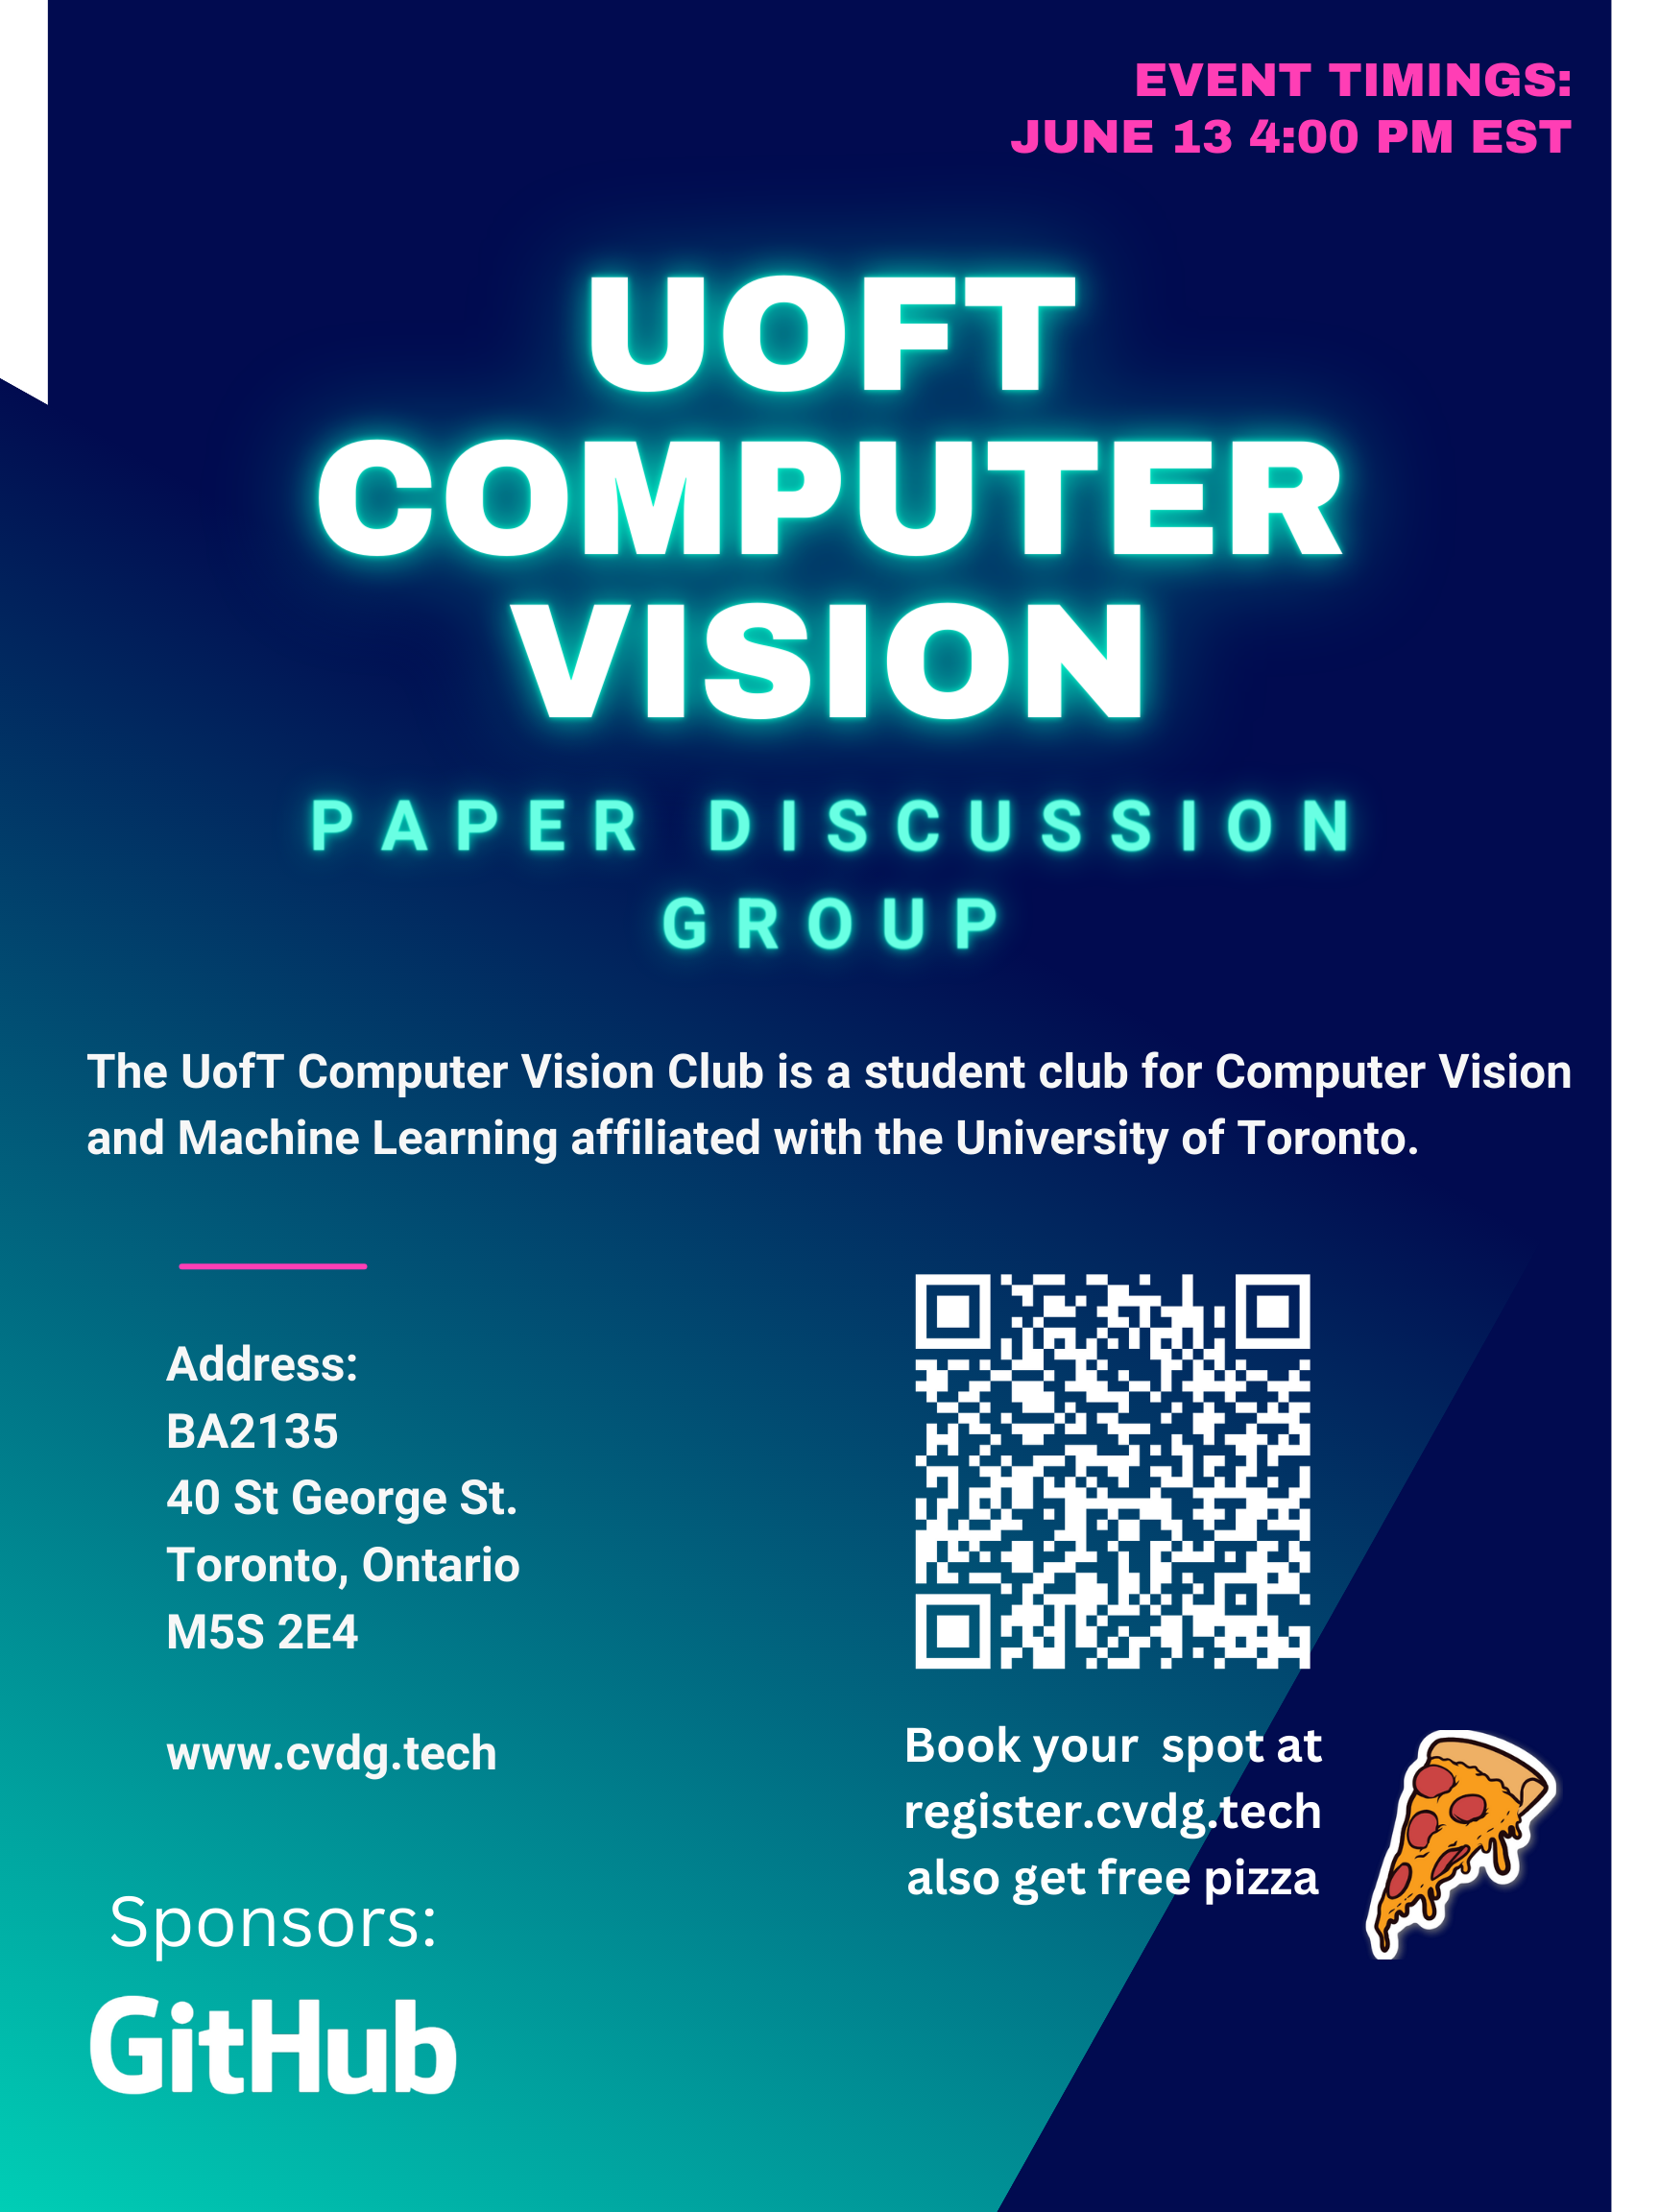 EVENT TIMINGS:
JUNE 13 4:00 PM EST
UOFT
COMPUTER
VISION
PAPER DISCUSSION
GROUP
The UofT Computer Vision Club is a student club for Computer Vision
and Machine Learning affiliated with the University of Toronto.
Address:
BA2135
40 St George St.
Toronto, Ontario
M5S 2E4
www.cvdg.tech
Book your  spot at
register.cvdg.tech
also get free pizza
Sponsors:
GitHub